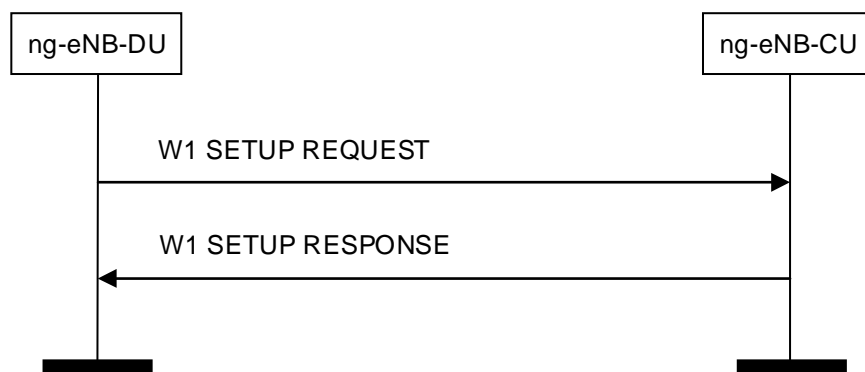 ng-eNB-DU
ng-eNB-CU
W1 SETUP REQUEST
W1 SETUP RESPONSE